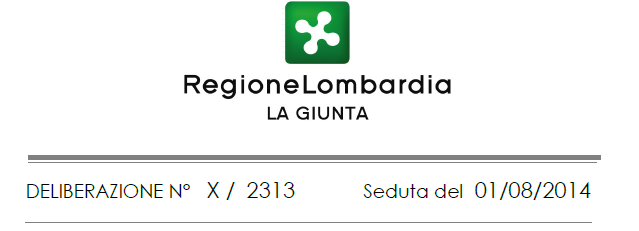 RegioneLombardia
LA GIUNTA
DELIBERAZIONE N° X / 2313 Seduta del 01/08/2014